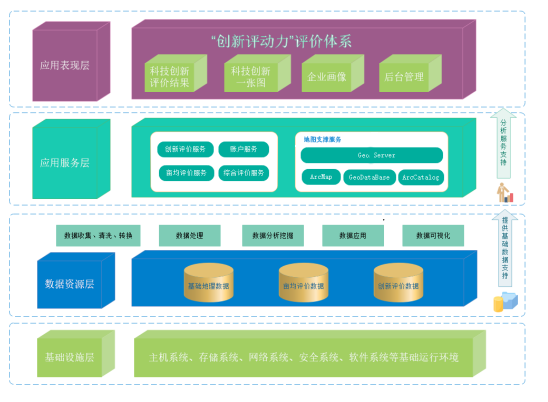 “创新评动力”评价体系
应用表现层
科技创新
评价结果
科技创新
一张图
企业画像
后台管理
应用服务层
创新评价服务
账户服务
亩均评价服务
综合评价服务
地图支撑服务
Geo Server
ArcMap
GeoDataBase
ArcCatalog
分析服务支持
数据收集、清洗、转换
数据处理
数据分析挖掘
数据应用
数据可视化
数据资源层
基础地理数据
亩均评价数据
创新评价数据
提供基础数据支持
基础设施层
主机系统、存储系统、网络系统、安全系统、软件系统等基础运行环境